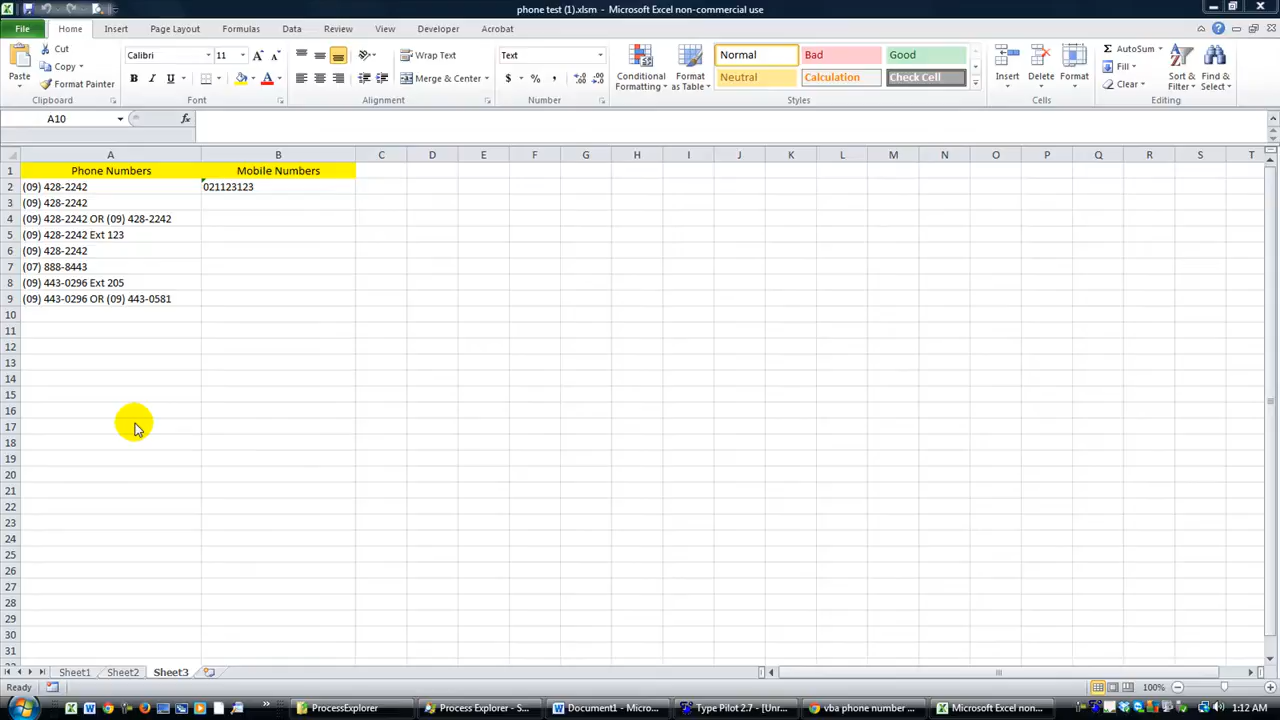 phone test (1).xlsm - Microsoft Excel non-commercial use
File Home Insert Page Layout Formulas Data Review View Developer Acrobat
Paste
Cut
Copy
Format Painter
Clipboard
Calibri 11
B I U
Font
Wrap Text
Merge & Center
Alignment
Text
$ % ,
Number
Conditional Formatting
Format as Table
Normal Bad Good
Neutral Calculation Check Cell
Styles
Insert Delete Format
Cells
AutoSum
Fill
Clear
Sort & Filter
Find & Select
Editing
A10 fx
A B C D E F G H I J K L M N O P Q R S T
1 Phone Numbers Mobile Numbers
2 (09) 428-2242 021123123
3 (09) 428-2242
4 (09) 428-2242 OR (09) 428-2242
5 (09) 428-2242 Ext 123
6 (09) 428-2242
7 (07) 888-8443
8 (09) 443-0296 Ext 205
9 (09) 443-0296 OR (09) 443-0581
10
11
12
13
14
15
16
17
18
19
20
21
22
23
24
25
26
27
28
29
30
31
Sheet1 Sheet2 Sheet3
Ready 100%
ProcessExplorer Process Explorer - S... Document1 - Micro... Type Pilot 2.7 - [Unr... vba phone number ... Microsoft Excel non... 1:12 AM